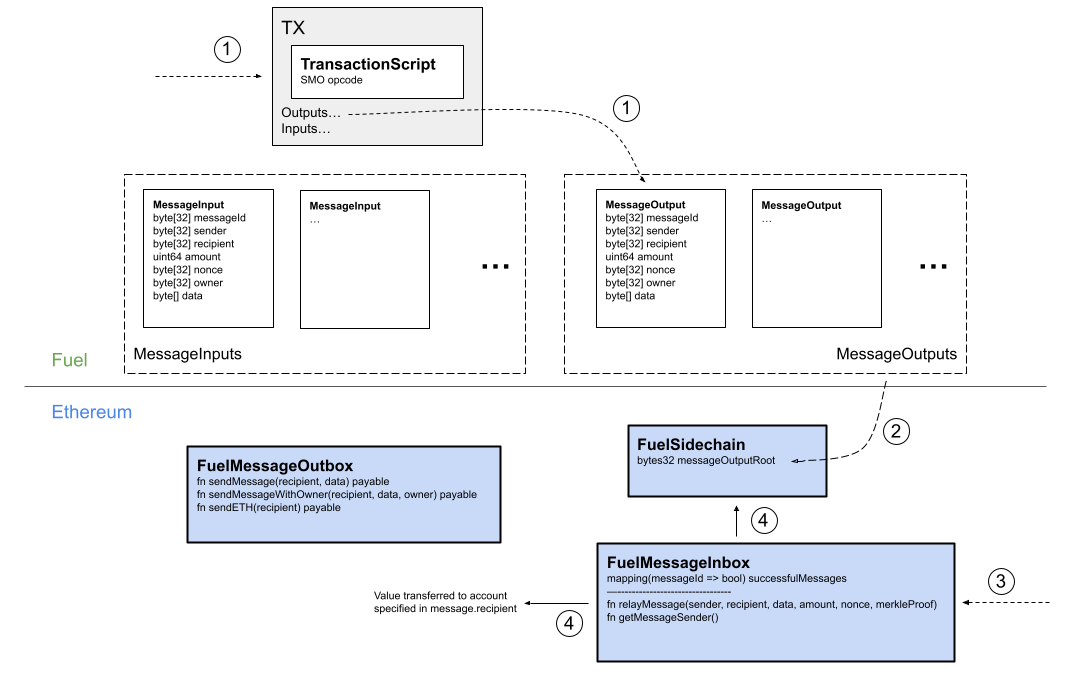 TX
1
TransactionScript
SMO opcode
Outputs…
Inputs…
1
MessageInput
byte[32] messageId
byte[32] sender
byte[32] recipient
uint64 amount
byte[32] nonce
byte[32] owner
byte[] data
MessageInput
…
...
MessageInputs
MessageOutput
byte[32] messageId
byte[32] sender
byte[32] recipient
uint64 amount
byte[32] nonce
byte[32] owner
byte[] data
MessageOutput
…
...
MessageOutputs
Fuel
Ethereum
2
FuelSidechain
bytes32 messageOutputRoot
FuelMessageOutbox
fn sendMessage(recipient, data) payable
fn sendMessageWithOwner(recipient, data, owner) payable
fn sendETH(recipient) payable
4
FuelMessageInbox
mapping(messageId => bool) successfulMessages
-----------------------------------
fn relayMessage(sender, recipient, data, amount, nonce, merkleProof)
fn getMessageSender()
3
Value transferred to account
specified in message.recipient
4